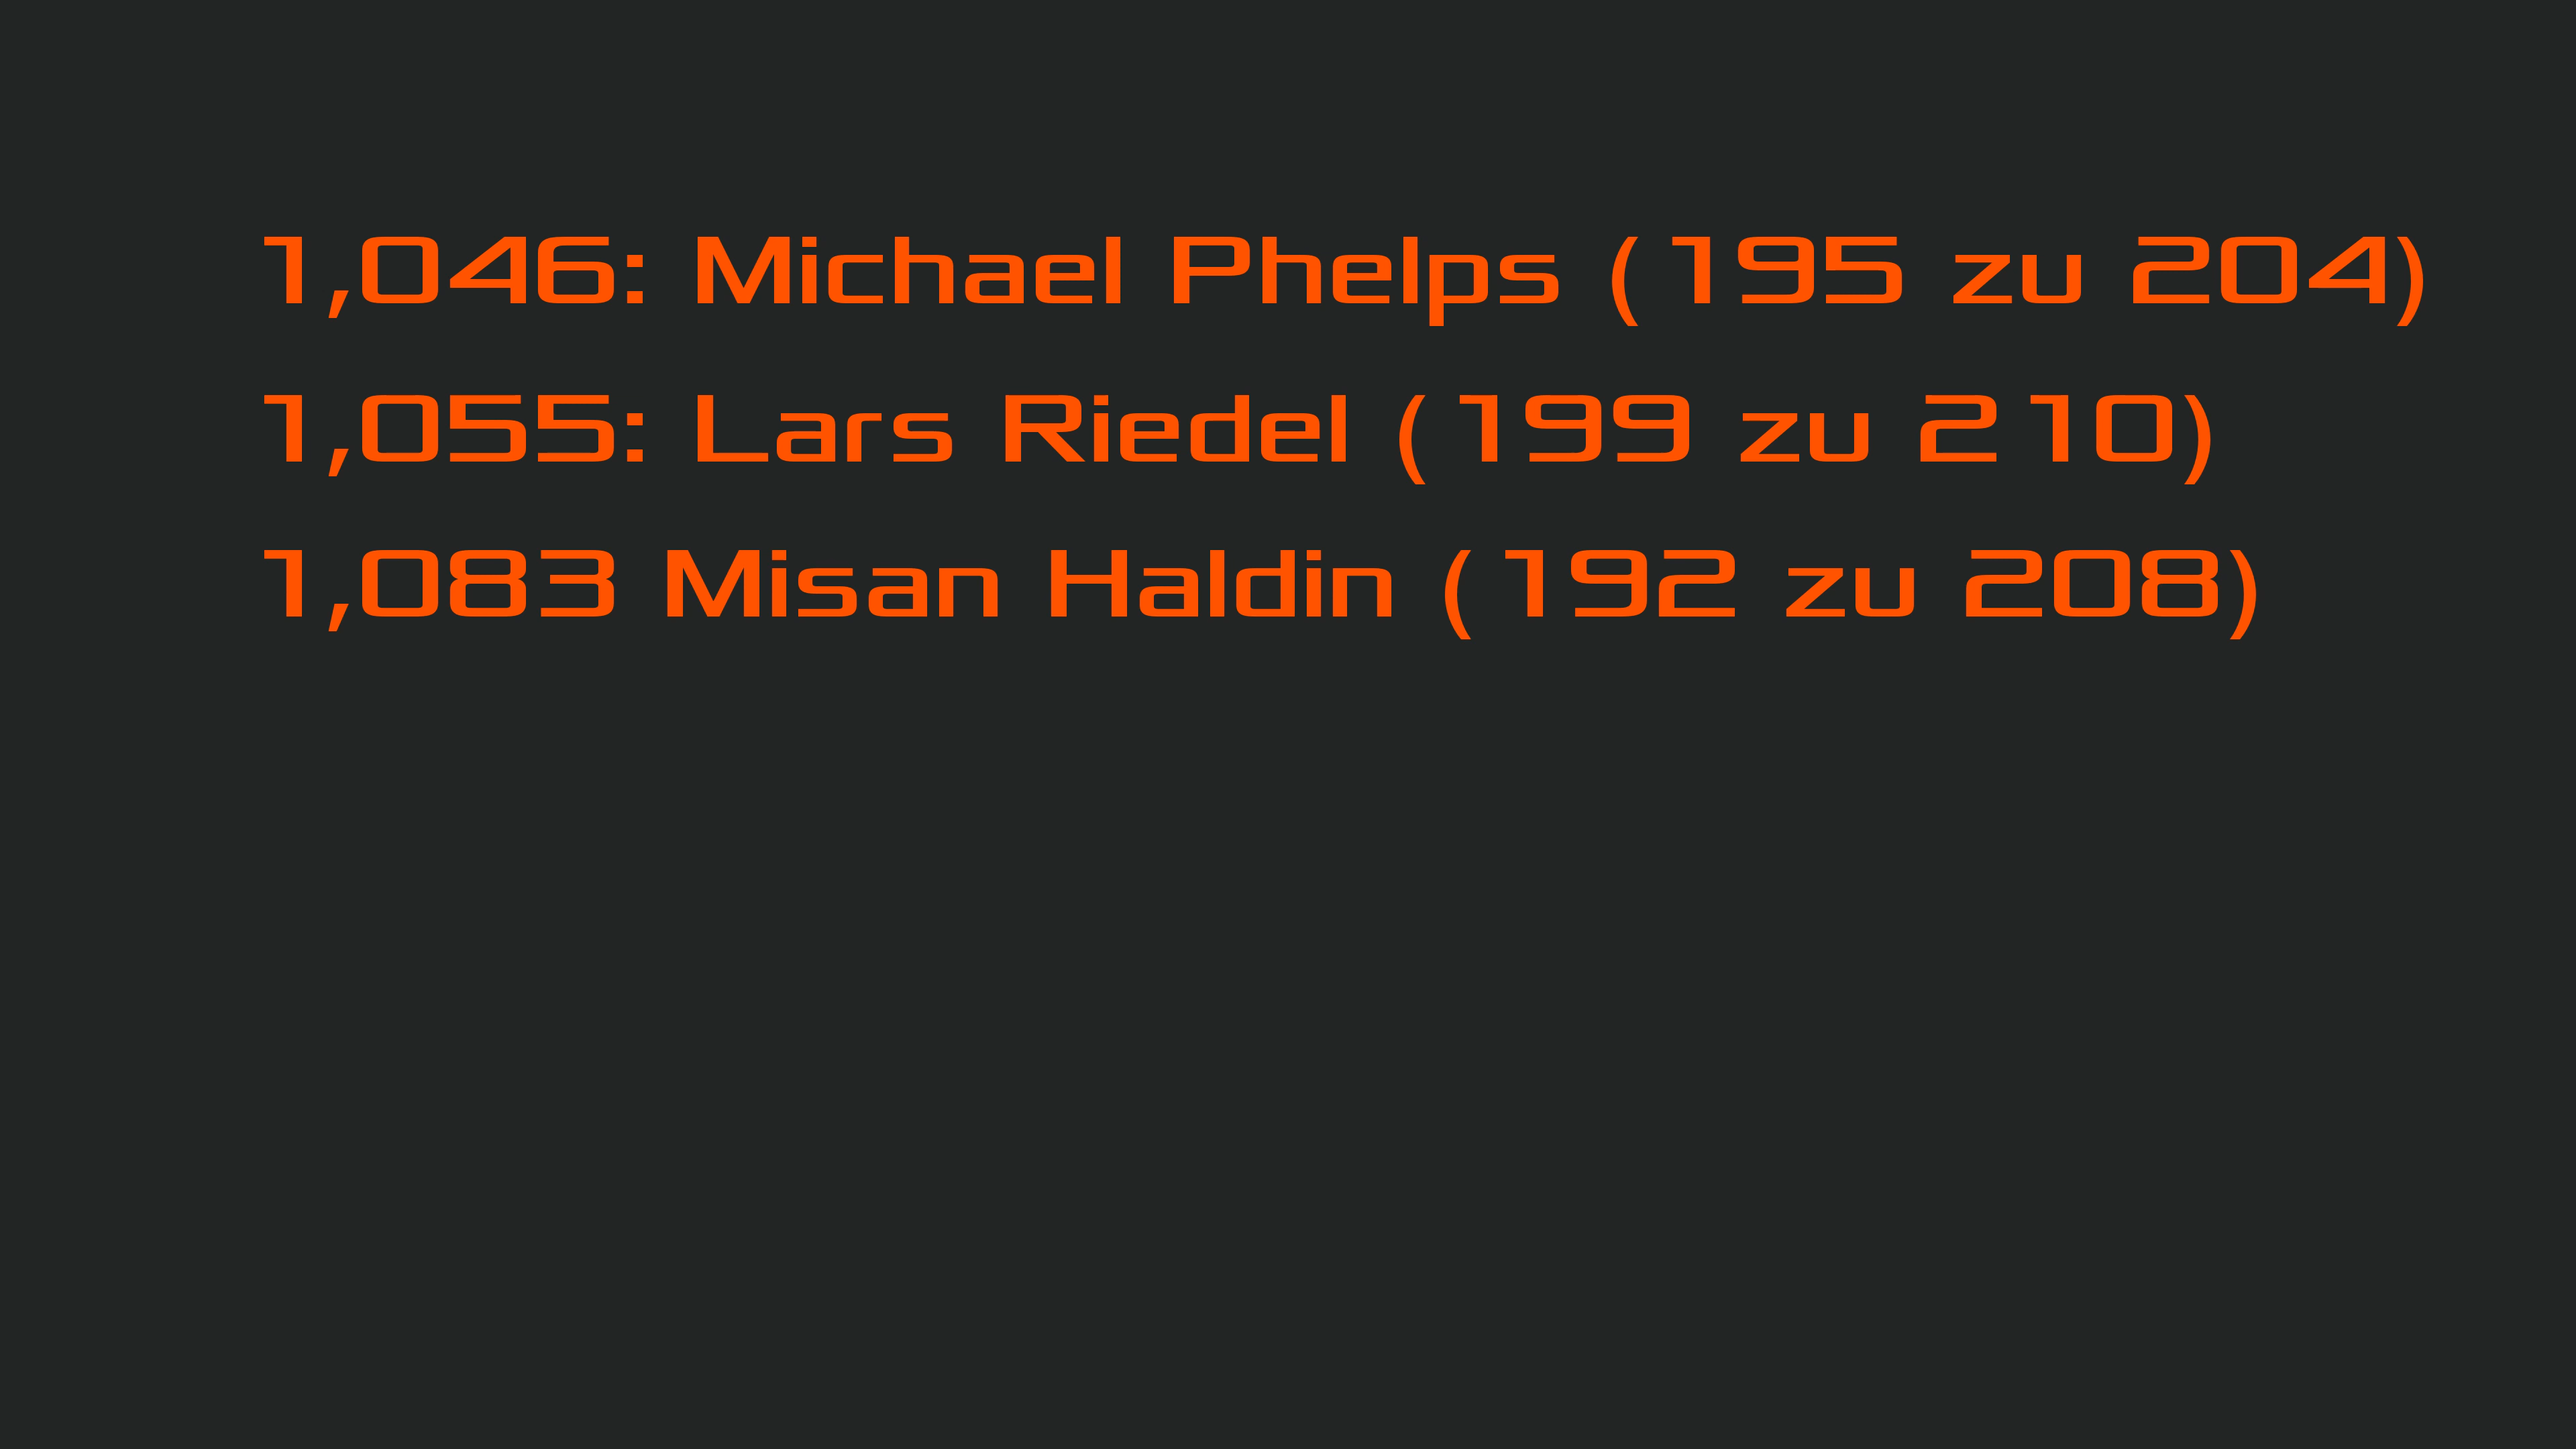 1,046: Michael Phelps (195 zu 204)
1,055: Lars Riedel (199 zu 210)
1,083 Misan Haldin (192 zu 208)